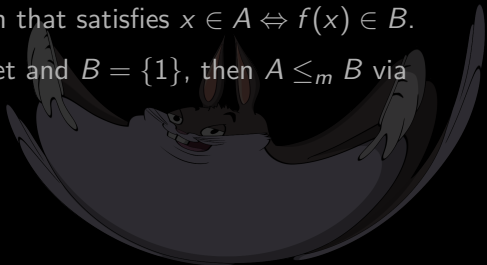 n that satisfies x ∈ A ⇔ f(x) ∈ B.
et and B = {1}, then A ≤ₘ B via